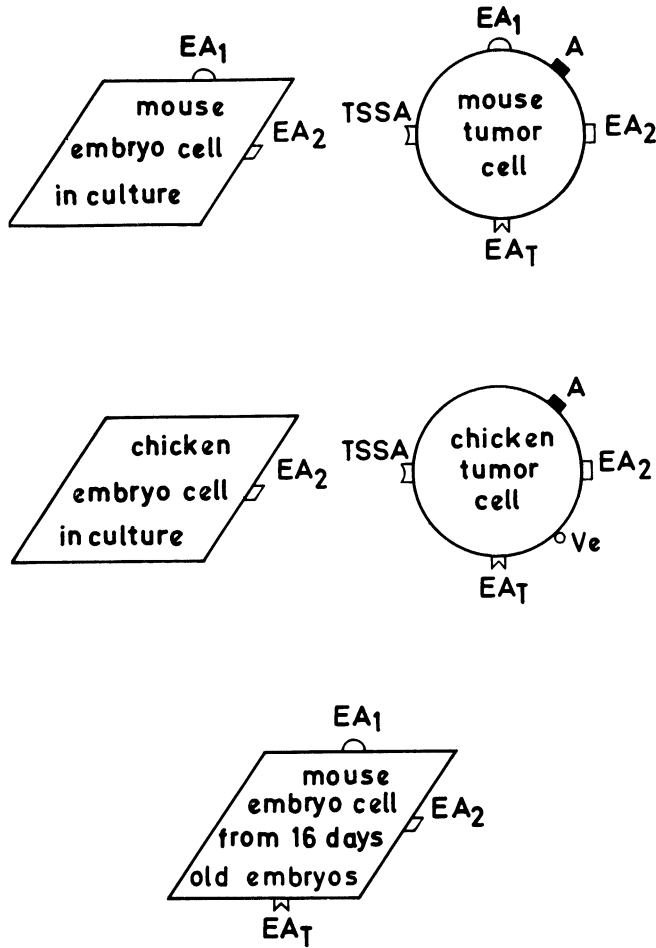 EA1
mouse
embryo cell
in culture
EA2
EA1
A
TSSA
mouse
tumor
cell
EA2
EAT
chicken
embryo cell
in culture
EA2
A
TSSA
chicken
tumor
cell
EA2
Ve
EAT
EA1
mouse
embryo cell
from 16 days
old embryos
EA2
EAT